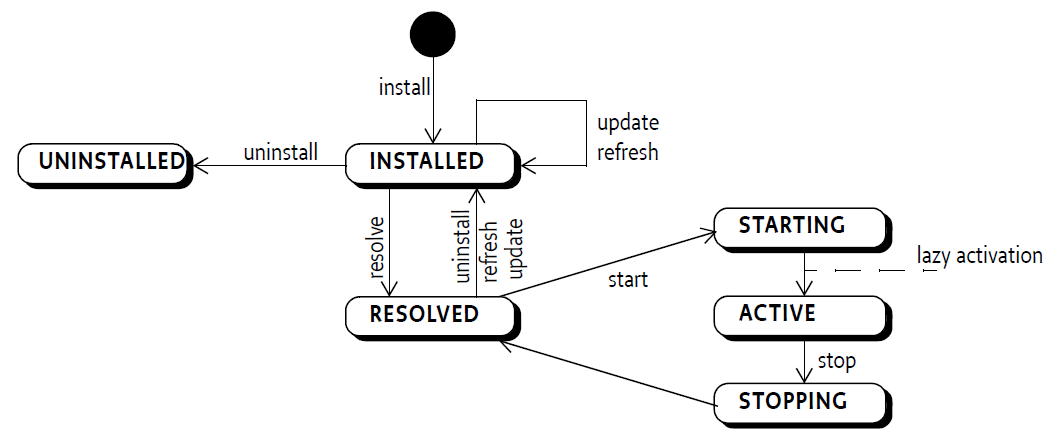 install
update
refresh
UNINSTALLED
uninstall
INSTALLED
resolve
uninstall
refresh
update
STARTING
lazy activation
start
RESOLVED
ACTIVE
stop
STOPPING